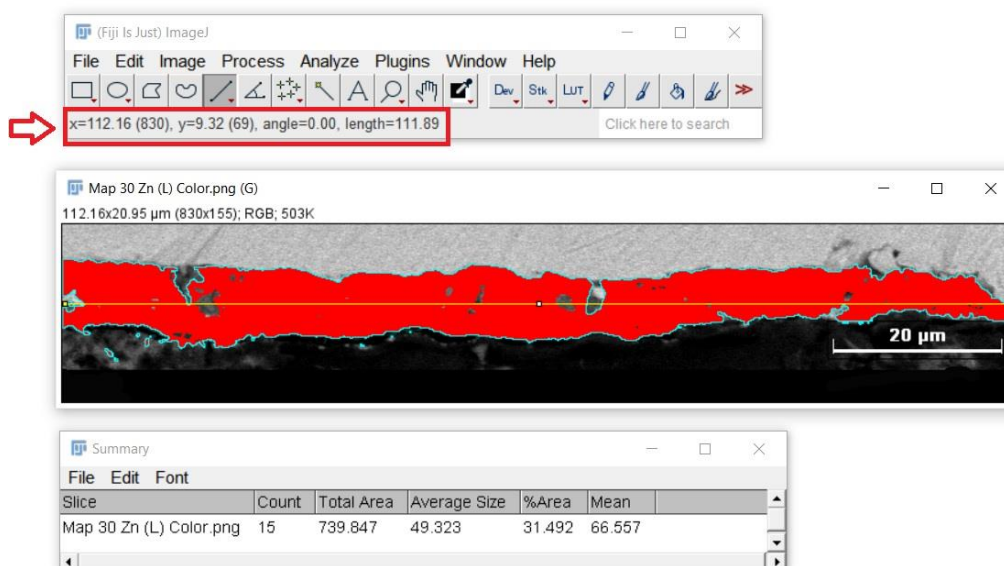 (Fiji Is Just) ImageJ
File Edit Image Process Analyze Plugins Window Help
A Dev Stk LUT
x=112.16 (830), y=9.32 (69), angle=0.00, length=111.89 Click here to search
Map 30 Zn (L) Color.png (G)
112.16x20.95 µm (830x155); RGB; 503K
20 µm
Summary
File Edit Font
Slice Count Total Area Average Size %Area Mean
Map 30 Zn (L) Color.png 15 739.847 49.323 31.492 66.557